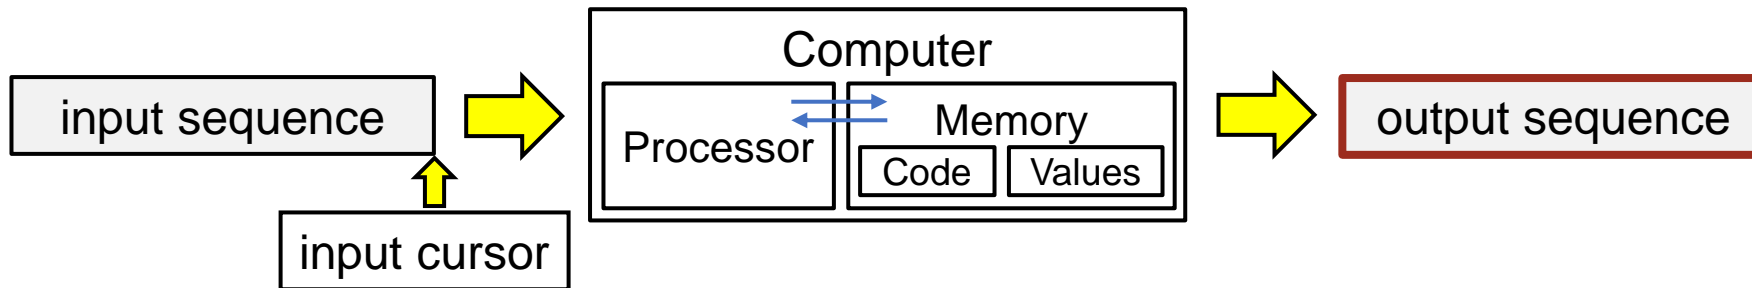 Computer
input sequence
Processor
Memory
Code
Values
output sequence
input cursor